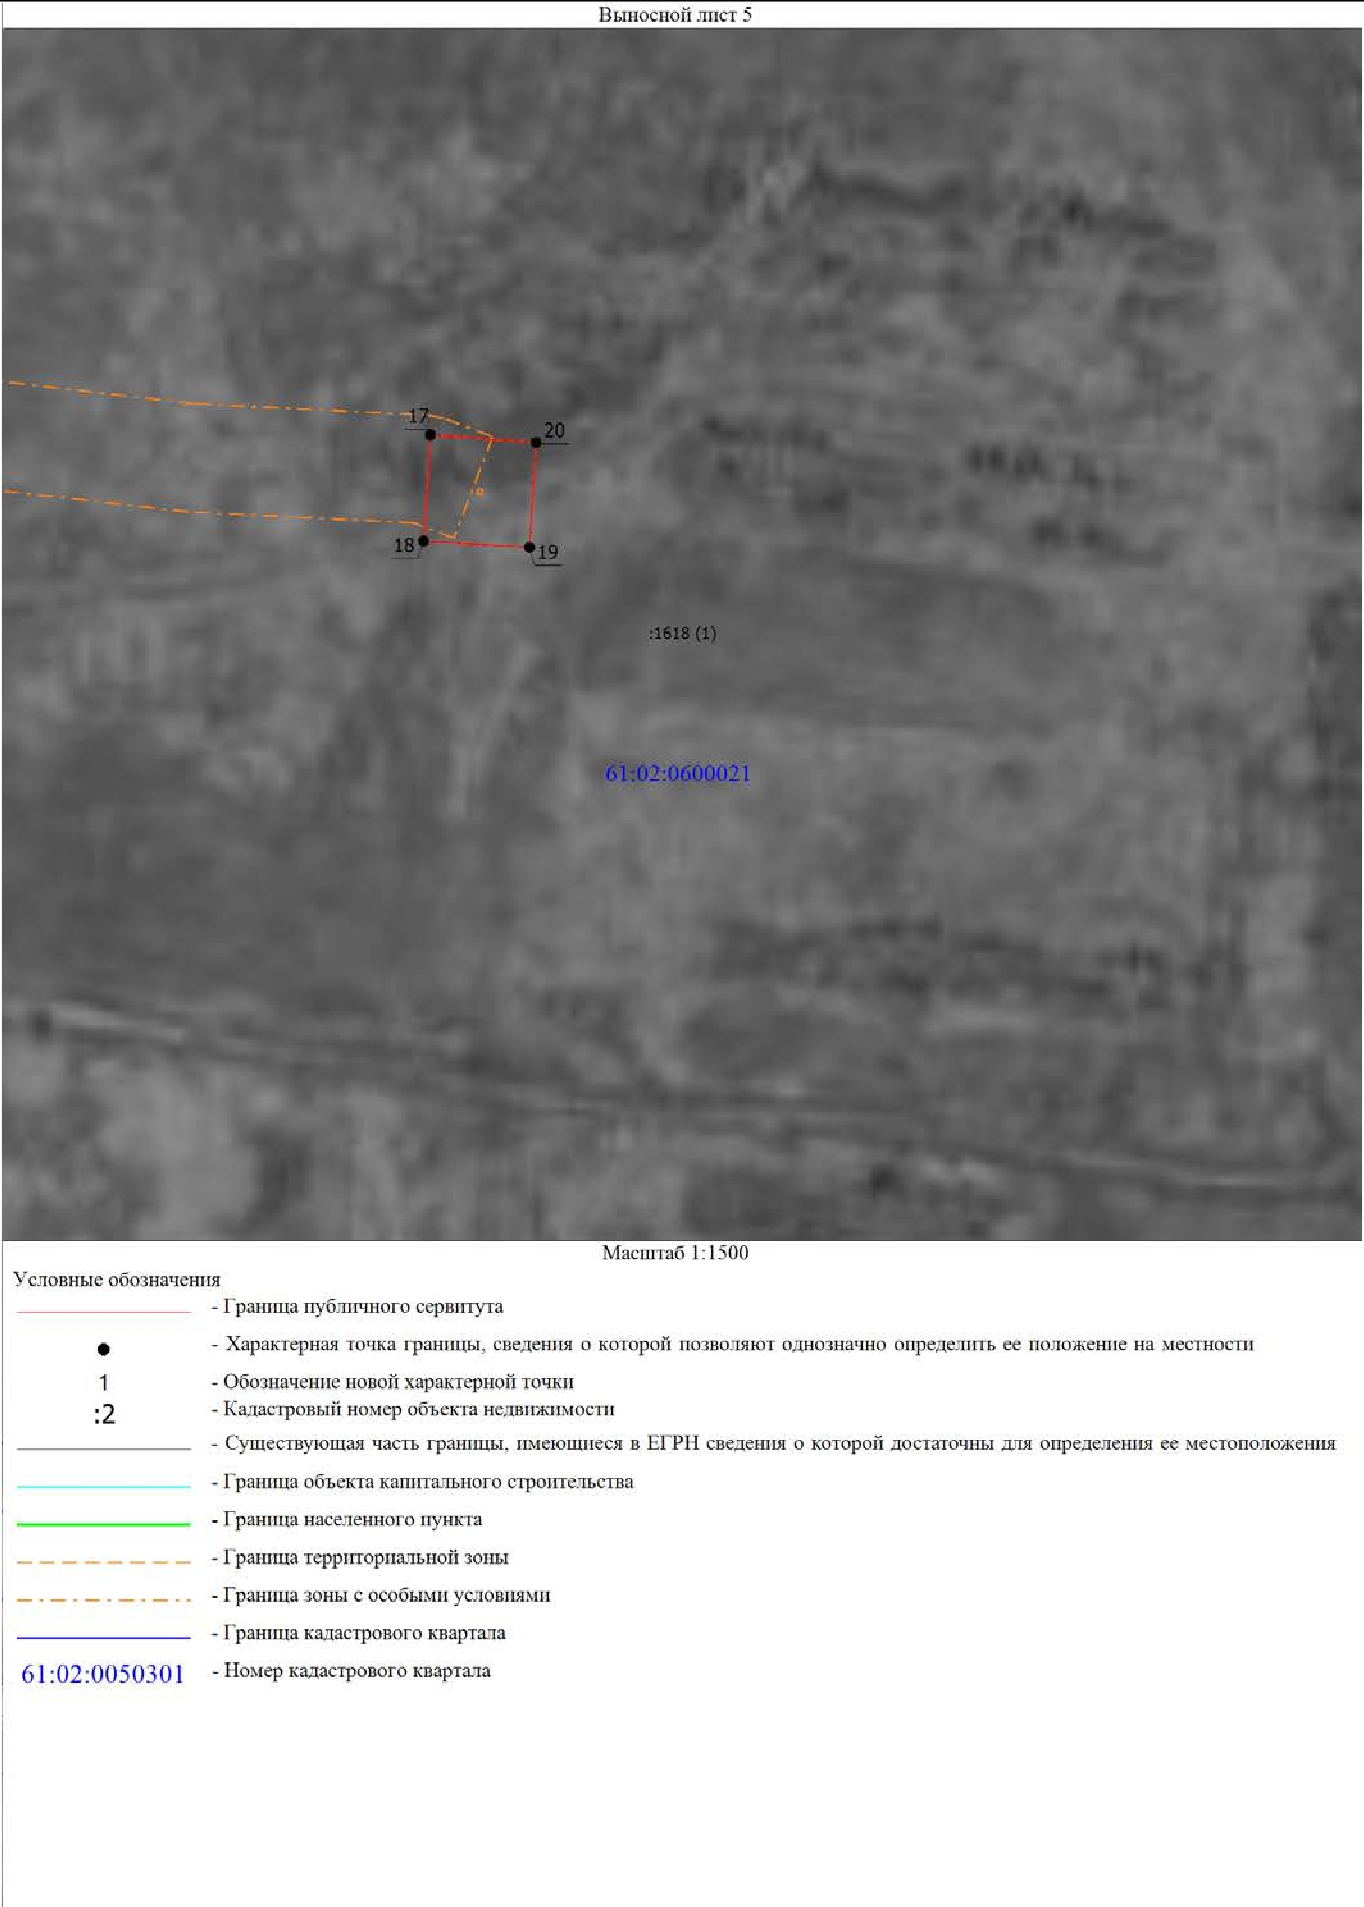 Выносной лист 5
17
20
18
19
:1618 (1)
61:02:0600021
Масштаб 1:1500
Условные обозначения
- Граница публичного сервитута
- Характерная точка границы, сведения о которой позволяют однозначно определить ее положение на местности
1 - Обозначение новой характерной точки
:2 - Кадастровый номер объекта недвижимости
- Существующая часть границы, имеющиеся в ЕГРН сведения о которой достаточны для определения ее местоположения
- Граница объекта капитального строительства
- Граница населенного пункта
- Граница территориальной зоны
- Граница зоны с особыми условиями
- Граница кадастрового квартала
61:02:0050301 - Номер кадастрового квартала